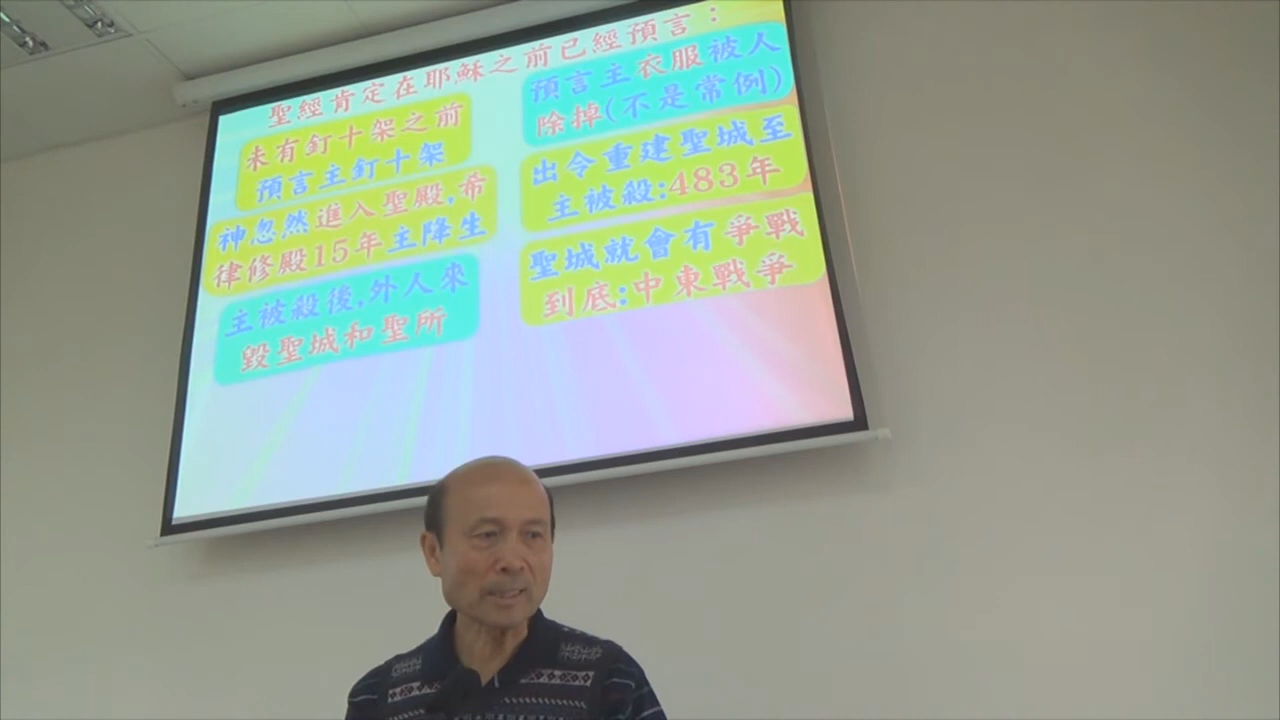 聖經肯定在耶穌之前已經預言：
未有釘十架之前
預言主釘十架
神忽然進入聖殿,希
律修殿15年主降生
主被殺後,外人來
毀聖城和聖所
預言主衣服被人
除掉(不是常例)
出令重建聖城至
主被殺:483年
聖城就會有爭戰
到底:中東戰爭